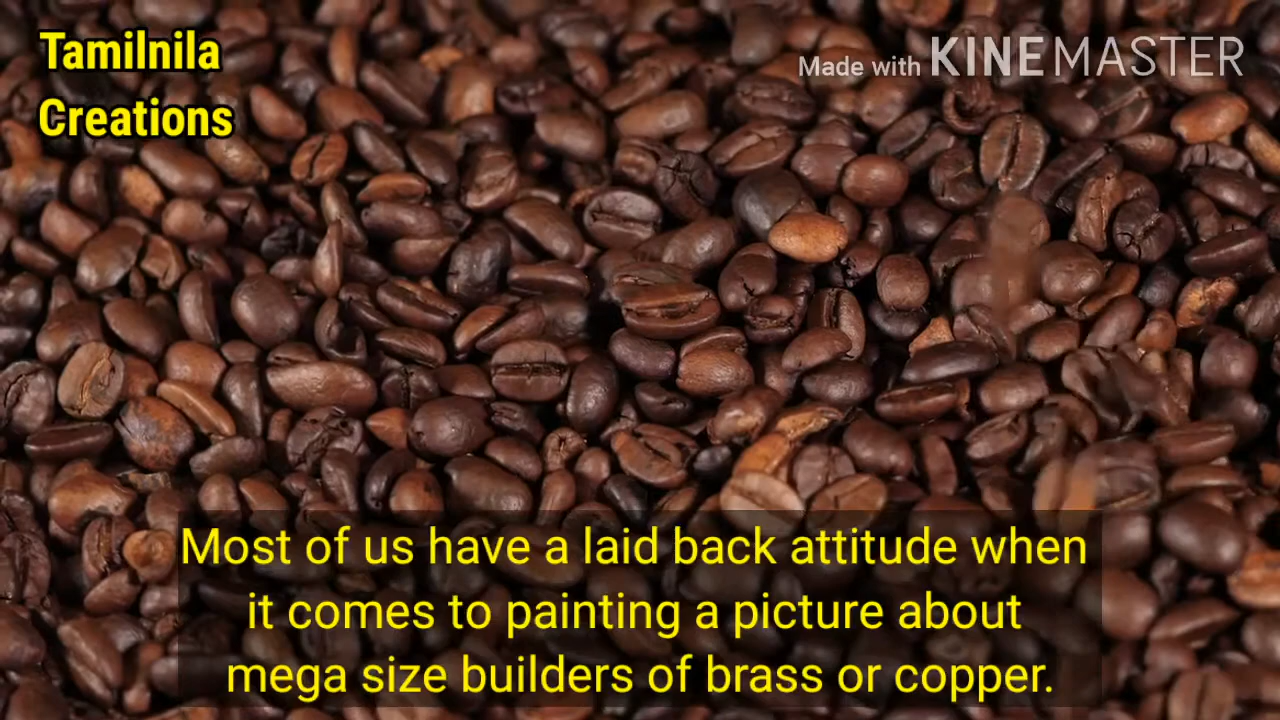 Tamilnila
Creations
Made with KINEMASTER
Most of us have a laid back attitude when
it comes to painting a picture about
mega size builders of brass or copper.